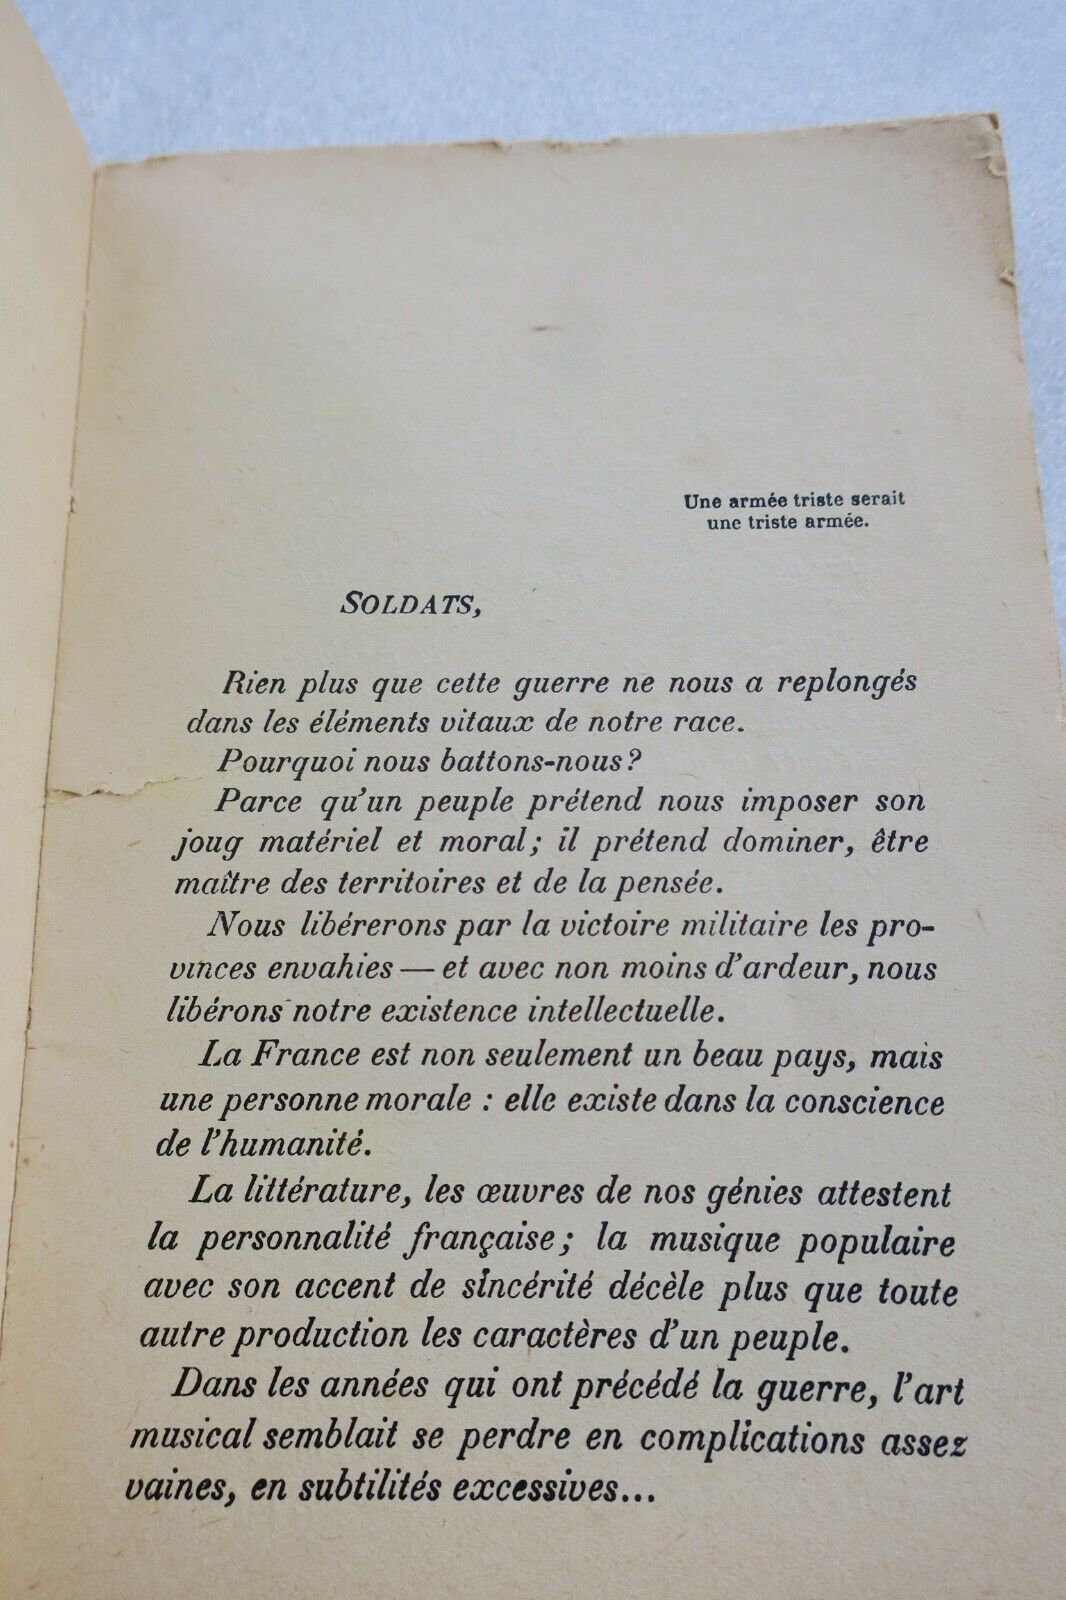 Une armée triste serait
une triste armée.
SOLDATS,
Rien plus que cette guerre ne nous a replongés
dans les éléments vitaux de notre race.
Pourquoi nous battons-nous?
Parce qu'un peuple prétend nous imposer son
joug matériel et moral; il prétend dominer, être
maître des territoires et de la pensée.
Nous libérerons par la victoire militaire les pro-
vinces envahies — et avec non moins d'ardeur, nous
libérons notre existence intellectuelle.
La France est non seulement un beau pays, mais
une personne morale : elle existe dans la conscience
de l'humanité.
La littérature, les œuvres de nos génies attestent
la personnalité française; la musique populaire
avec son accent de sincérité décèle plus que toute
autre production les caractères d'un peuple.
Dans les années qui ont précédé la guerre, l'art
musical semblait se perdre en complications assez
vaines, en subtilités excessives...